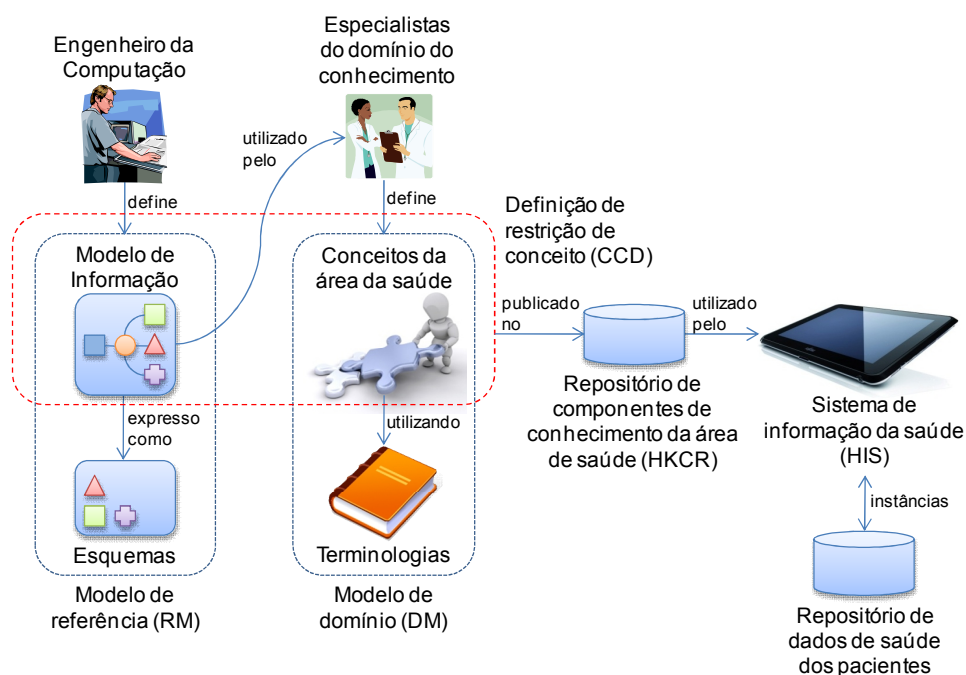 Engenheiro da
Computação
Especialistas
do domínio do
conhecimento
utilizado
pelo
define
define
Modelo de
Informação
Conceitos da
área da saúde
Definição de
restrição de
conceito (CCD)
publicado
no
utilizado
pelo
expresso
como
utilizando
Repositório de
componentes de
conhecimento da área
de saúde (HKCR)
Sistema de
informação da saúde
(HIS)
instâncias
Esquemas
Terminologias
Modelo de
referência (RM)
Modelo de
domínio (DM)
Repositório de
dados de saúde
dos pacientes